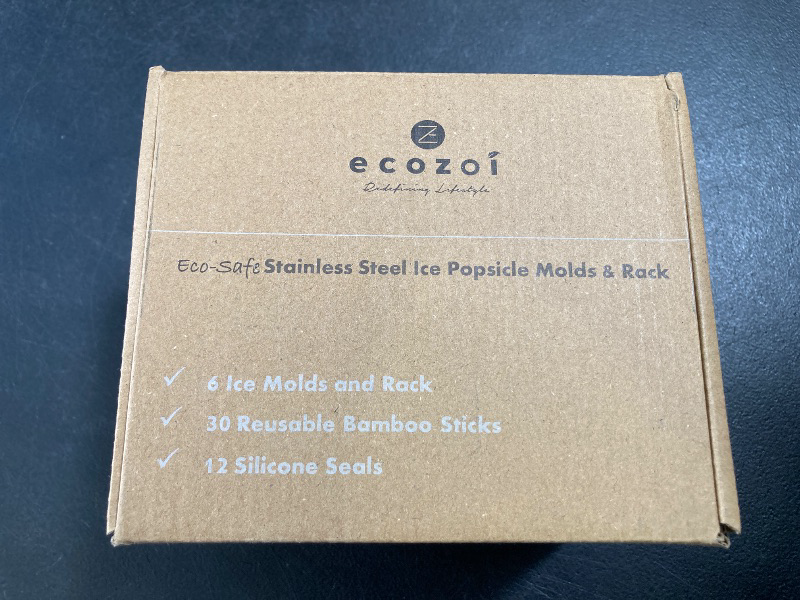 ecozoi
Redefining Lifestyle
Eco-Safe Stainless Steel Ice Popsicle Molds & Rack
✓ 6 Ice Molds and Rack
✓ 30 Reusable Bamboo Sticks
✓ 12 Silicone Seals